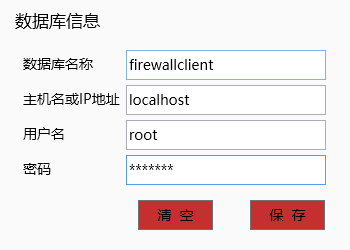 数据库信息
数据库名称 firewallclient
主机名或IP地址 localhost
用户名 root
密码 *******
清 空 保 存